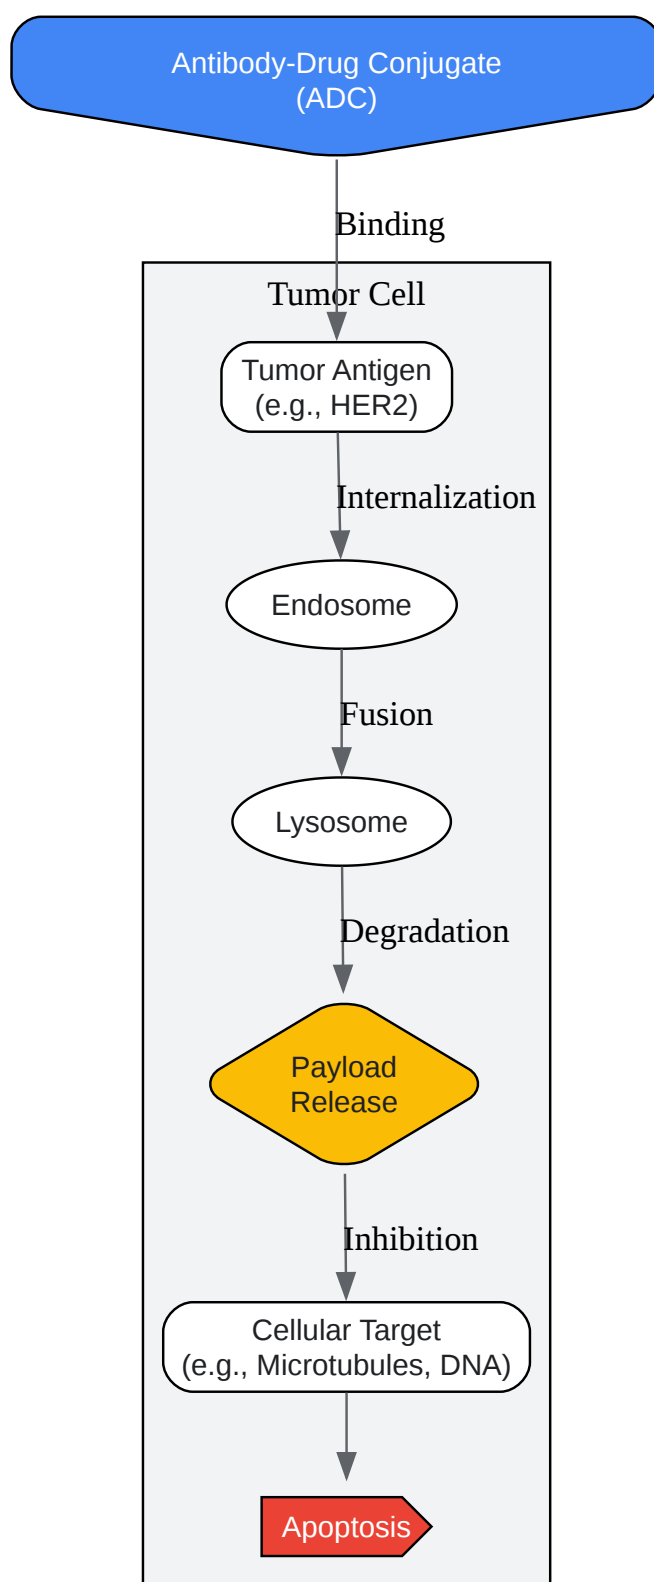 Antibody-Drug Conjugate
(ADC)
Binding
Tumor Cell
Tumor Antigen
(e.g., HER2)
Internalization
Endosome
Fusion
Lysosome
Degradation
Payload
Release
Inhibition
Cellular Target
(e.g., Microtubules, DNA)
Apoptosis